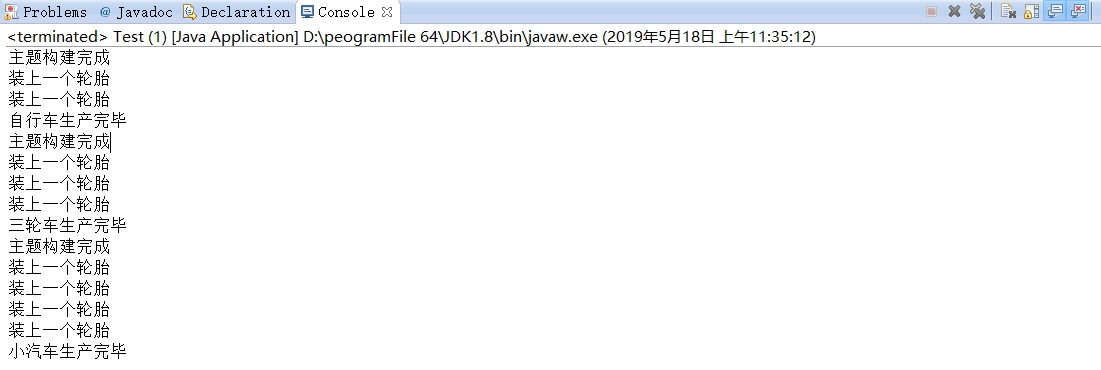 Problems @ Javadoc Declaration Console
<terminated> Test (1) [Java Application] D:\peogramFile 64\JDK1.8\bin\javaw.exe (2019年5月18日 上午11:35:12)
主题构建完成
装上一个轮胎
装上一个轮胎
自行车生产完毕
主题构建完成
装上一个轮胎
装上一个轮胎
装上一个轮胎
三轮车生产完毕
主题构建完成
装上一个轮胎
装上一个轮胎
装上一个轮胎
装上一个轮胎
小汽车生产完毕